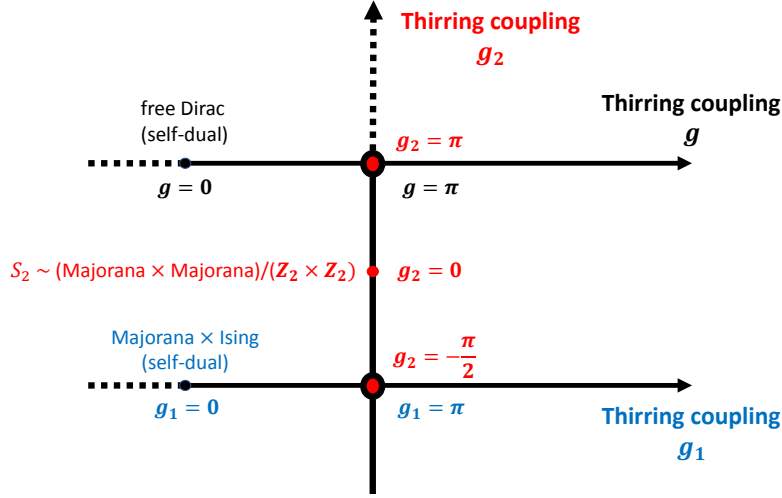 Thirring coupling
g₂
free Dirac
(self-dual)
Thirring coupling
g
g₂ = π
g = 0
g = π
S₂ ~ (Majorana × Majorana)/(Z₂ × Z₂)
g₂ = 0
Majorana × Ising
(self-dual)
g₂ = −π/2
g₁ = 0
g₁ = π
Thirring coupling
g₁